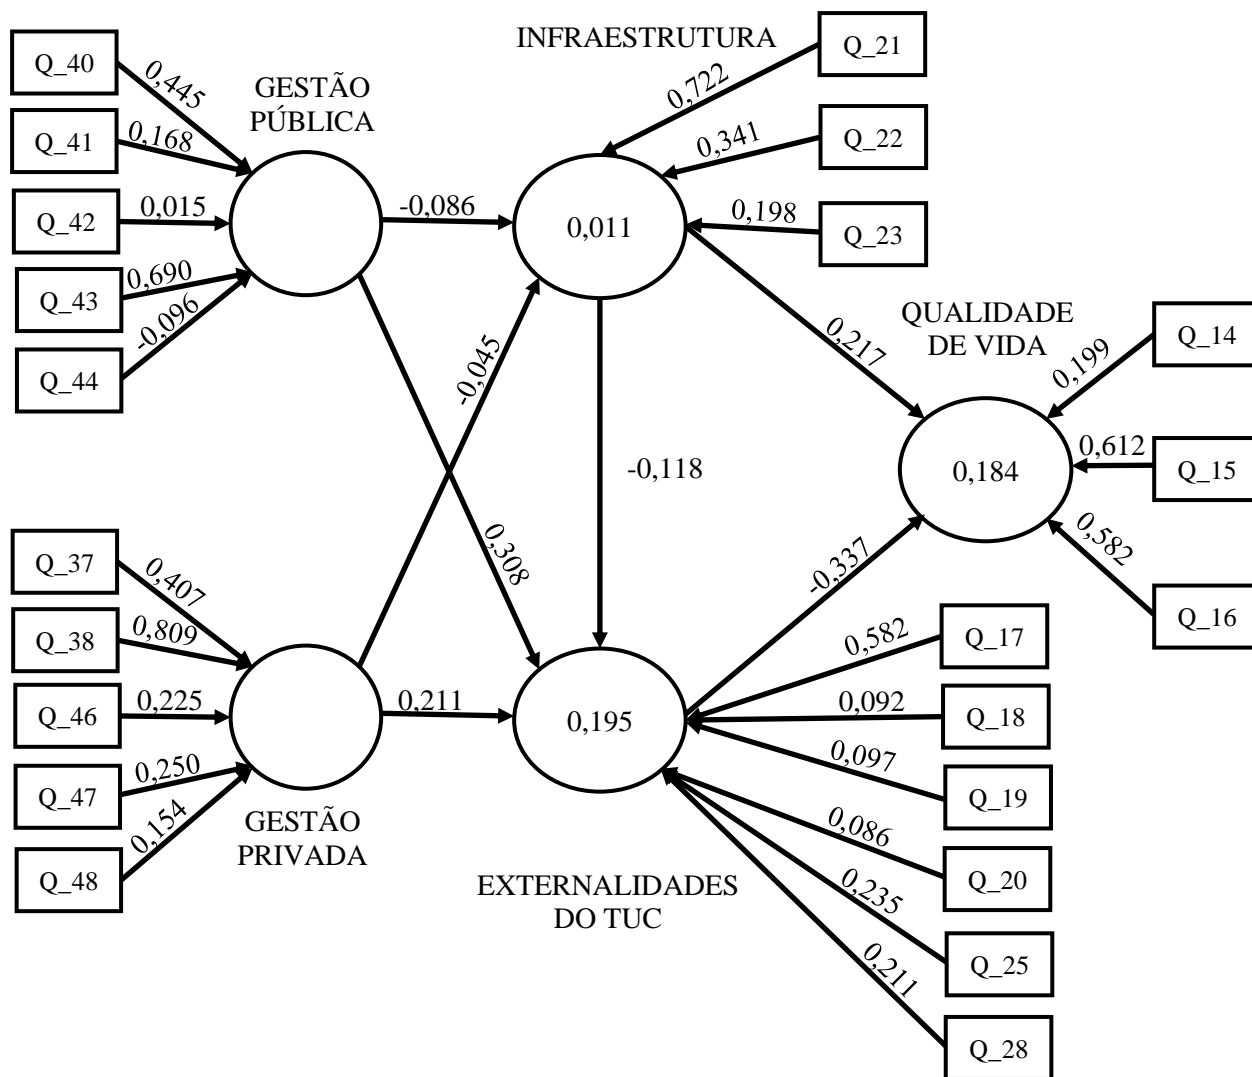 INFRAESTRUTURA
Q_21
Q_40
0,445
GESTÃO
PÚBLICA
0,722
Q_41
0,168
0,341
Q_22
Q_42
0,015
-0,086
0,011
0,198
Q_23
Q_43
0,690
-0,096
Q_44
-0,045
0,217
QUALIDADE
DE VIDA
0,199
Q_14
-0,118
0,184
0,612
Q_15
Q_37
0,407
0,308
-0,337
0,582
Q_16
Q_38
0,809
0,582
Q_17
Q_46
0,225
0,211
0,195
0,092
Q_18
Q_47
0,250
0,154
GESTÃO
PRIVADA
0,097
Q_19
Q_48
EXTERNALIDADES
DO TUC
0,086
Q_20
0,235
Q_25
0,211
Q_28